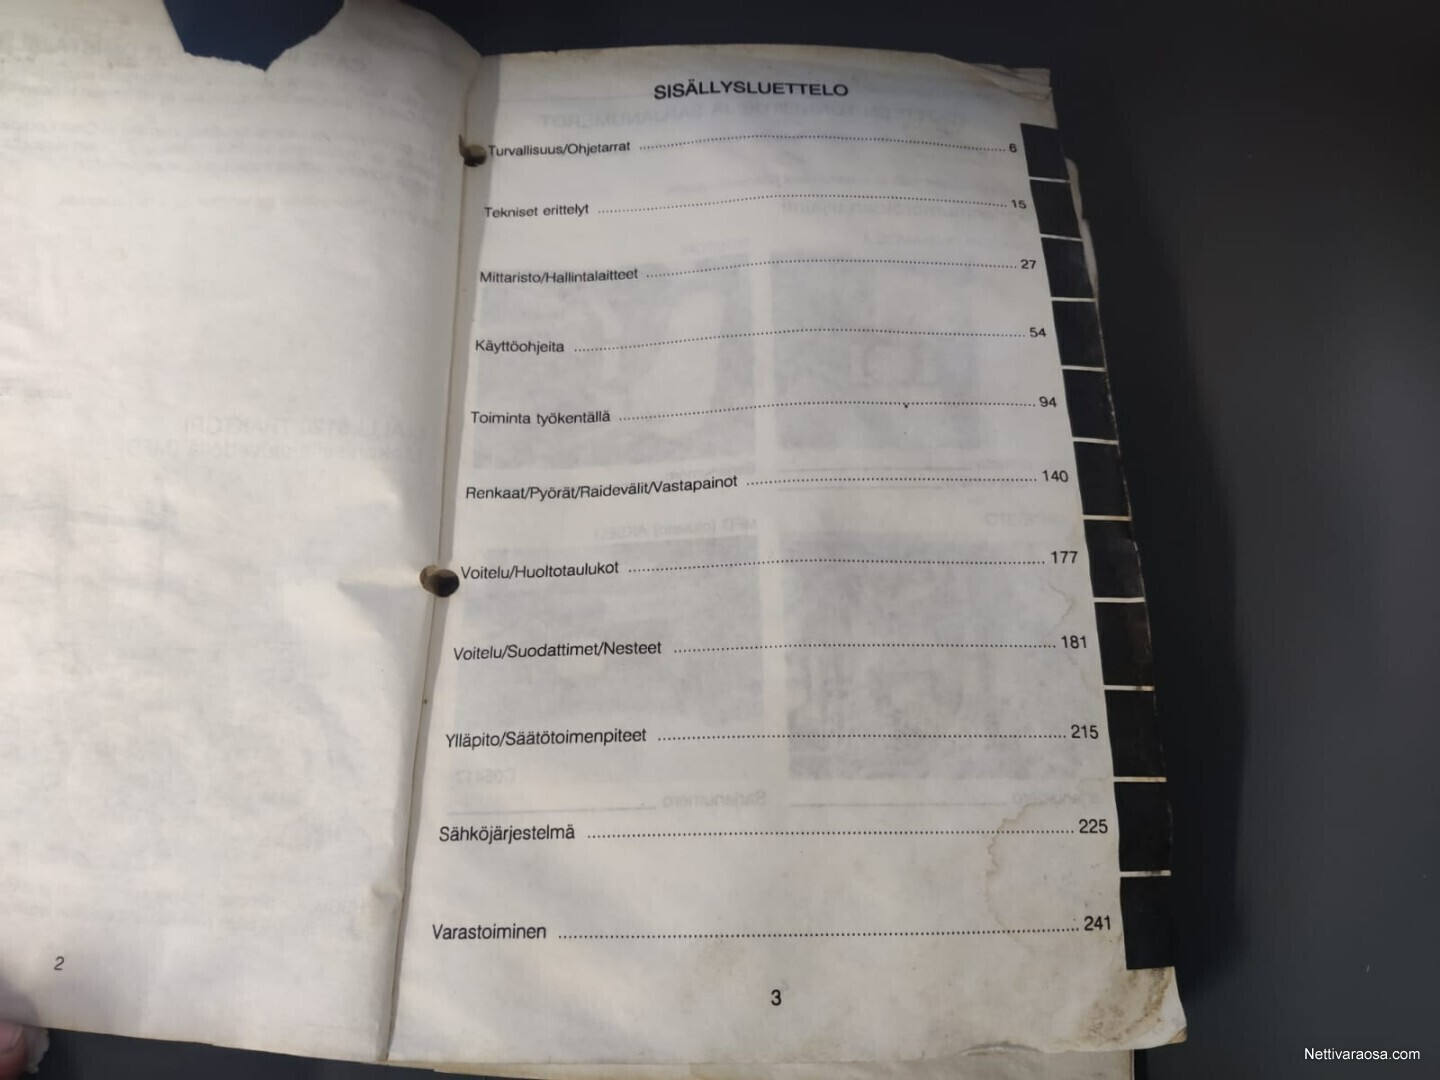 SISÄLLYSLUETTELO
Turvallisuus/Ohjetarrat ........ 6
Tekniset erittelyt ........ 15
Mittaristo/Hallintalaitteet ........ 27
Käyttöohjeita ........ 54
Toiminta työkentällä ........ 94
Renkaat/Pyörät/Raidevälit/Vastapainot ........ 140
Voitelu/Huoltotaulukot ........ 177
Voitelu/Suodattimet/Nesteet ........ 181
Ylläpito/Säätötoimenpiteet ........ 215
Sähköjärjestelmä ........ 225
Varastoiminen ........ 241
2
3
Nettivaraosa.com